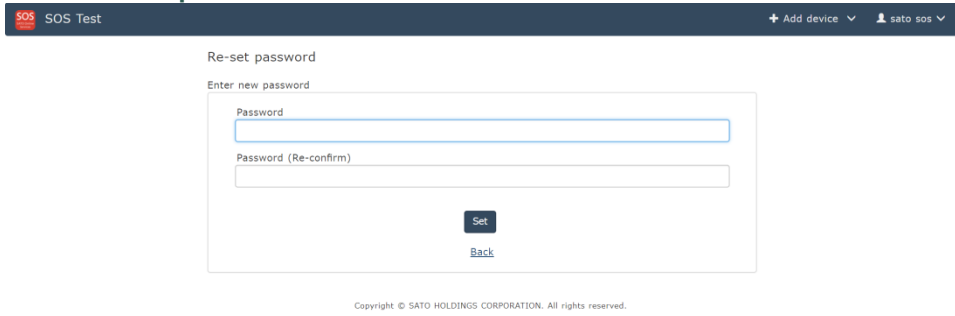 SOS SOS Test + Add device sato sos
Re-set password
Enter new password
Password
Password (Re-confirm)
Set
Back
Copyright © SATO HOLDINGS CORPORATION. All rights reserved.